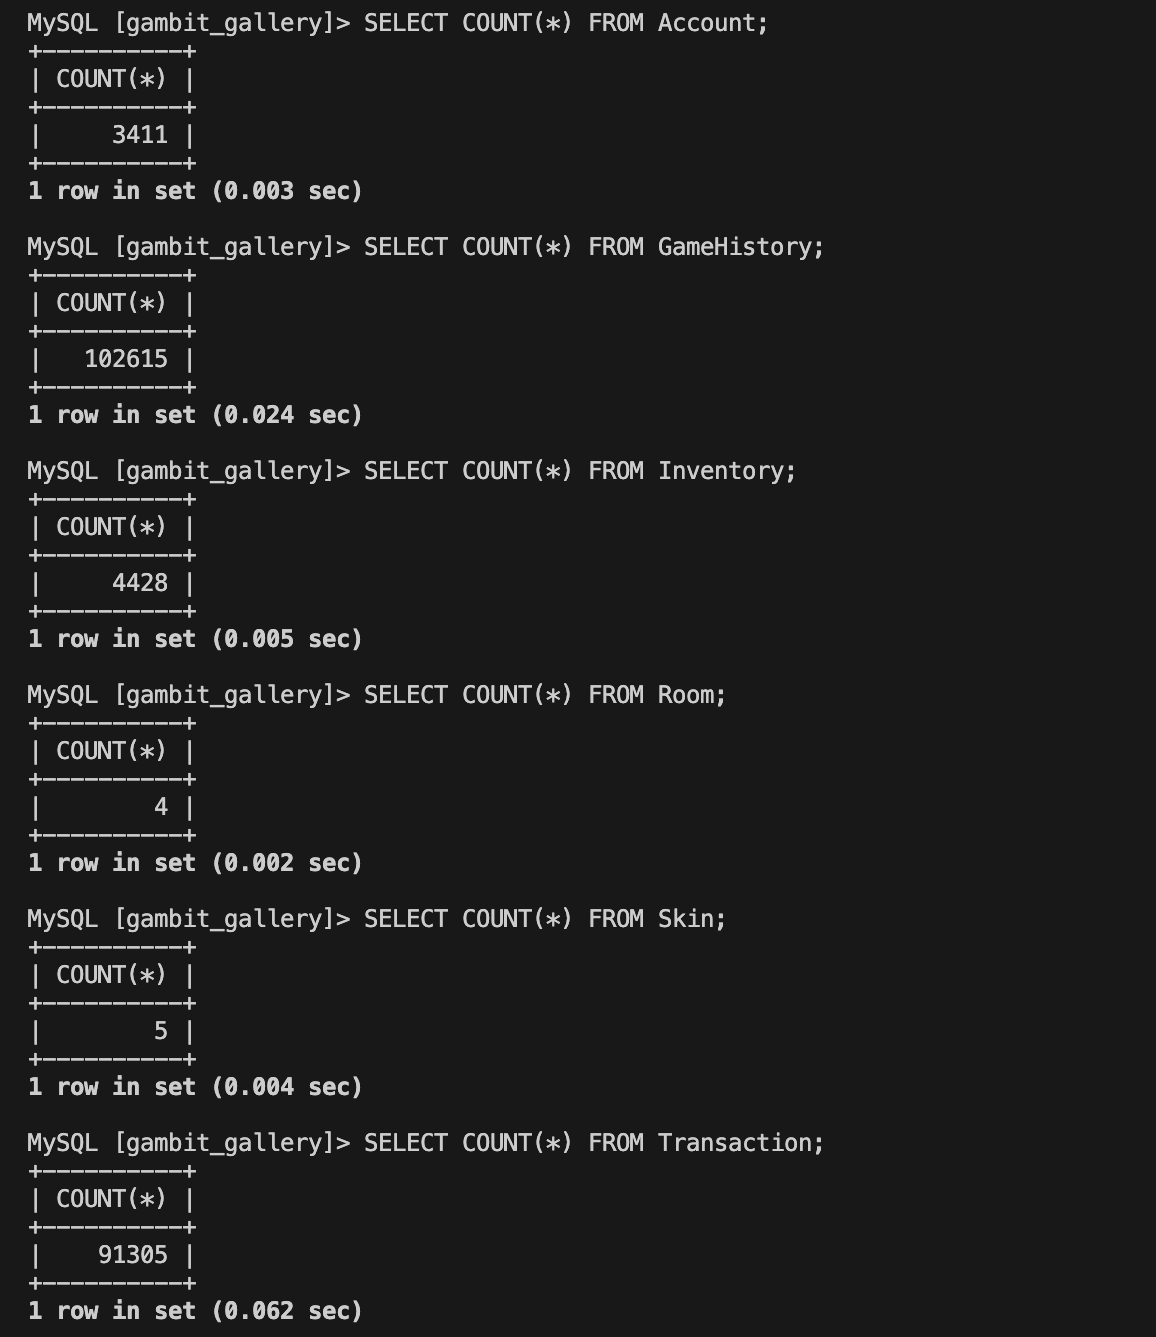 MySQL [gambit_gallery]> SELECT COUNT(*) FROM Account;
+----------+
| COUNT(*) |
+----------+
|     3411 |
+----------+
1 row in set (0.003 sec)

MySQL [gambit_gallery]> SELECT COUNT(*) FROM GameHistory;
+----------+
| COUNT(*) |
+----------+
|   102615 |
+----------+
1 row in set (0.024 sec)

MySQL [gambit_gallery]> SELECT COUNT(*) FROM Inventory;
+----------+
| COUNT(*) |
+----------+
|     4428 |
+----------+
1 row in set (0.005 sec)

MySQL [gambit_gallery]> SELECT COUNT(*) FROM Room;
+----------+
| COUNT(*) |
+----------+
|        4 |
+----------+
1 row in set (0.002 sec)

MySQL [gambit_gallery]> SELECT COUNT(*) FROM Skin;
+----------+
| COUNT(*) |
+----------+
|        5 |
+----------+
1 row in set (0.004 sec)

MySQL [gambit_gallery]> SELECT COUNT(*) FROM Transaction;
+----------+
| COUNT(*) |
+----------+
|    91305 |
+----------+
1 row in set (0.062 sec)